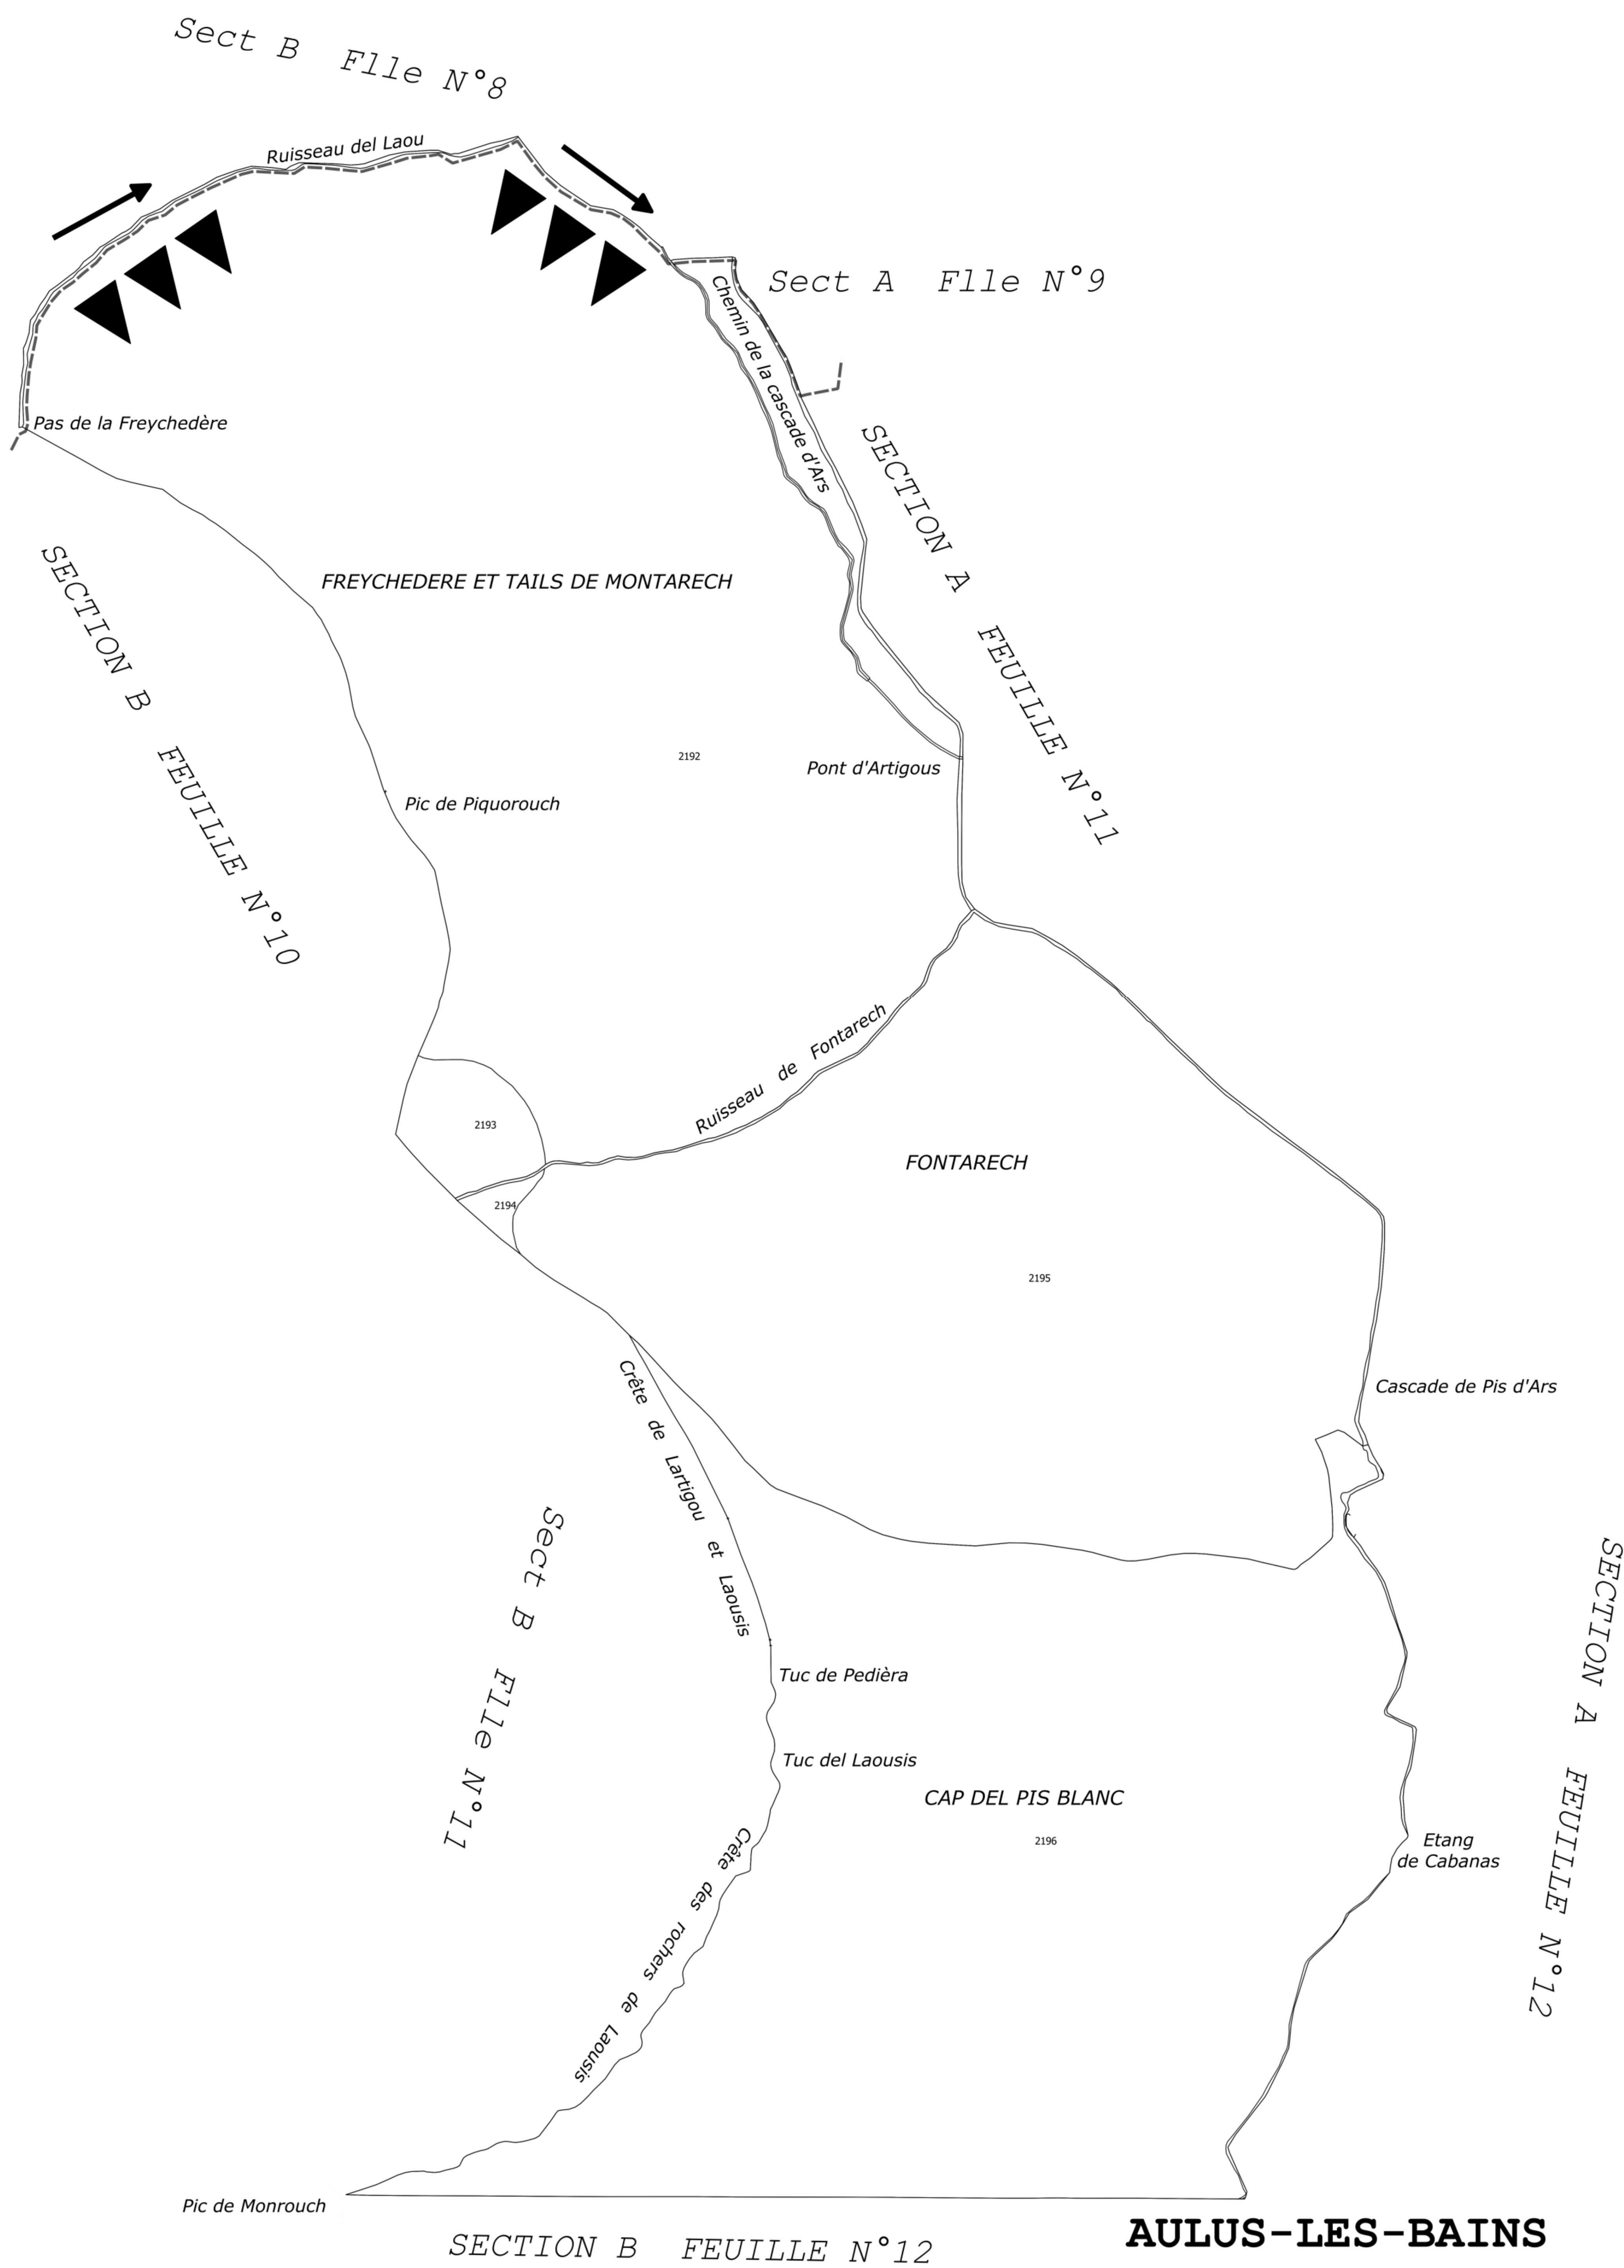 Sect B Flle N°8
Ruisseau del Laou
Sect A Flle N°9
Chemin de la cascade d'Ars
Pas de la Freychedère
SECTION A FEUILLE N°11
SECTION B FEUILLE N°10
FREYCHEDERE ET TAILS DE MONTARECH
2192
Pont d'Artigous
Pic de Piquorouch
Ruisseau de Fontarech
2193
FONTARECH
2194
2195
Cascade de Pis d'Ars
Crête de Lartigou et Laousis
Sect B Flle N°11
SECTION A FEUILLE N°12
Tuc de Pedièra
Tuc del Laousis
CAP DEL PIS BLANC
2196
Etang
de Cabanas
Crête des rochers de Laousis
Pic de Monrouch
SECTION B FEUILLE N°12
AULUS-LES-BAINS